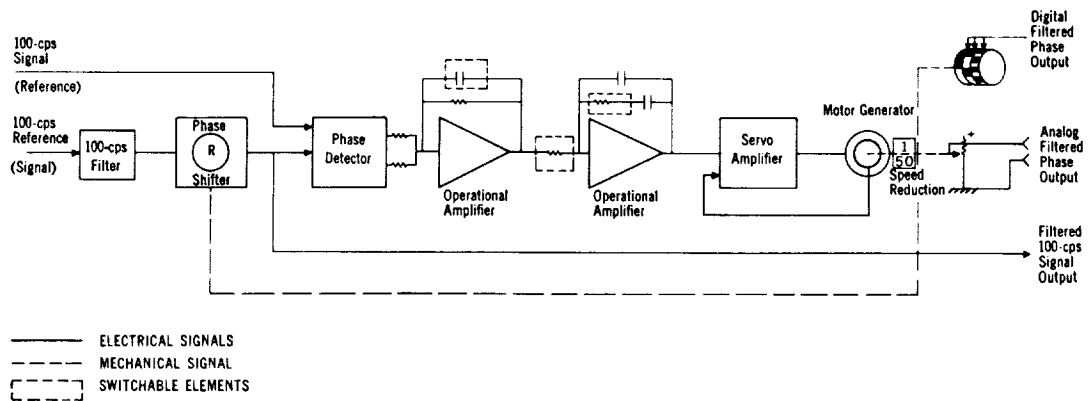 100-cps
Signal
(Reference)
100-cps
Reference
(Signal)
100-cps
Filter
Phase
R
Shifter
Phase
Detector
Operational
Amplifier
Operational
Amplifier
Servo
Amplifier
Motor Generator
1
50
Speed
Reduction
+
Digital
Filtered
Phase
Output
Analog
Filtered
Phase
Output
Filtered
100-cps
Signal
Output
ELECTRICAL SIGNALS
MECHANICAL SIGNAL
SWITCHABLE ELEMENTS